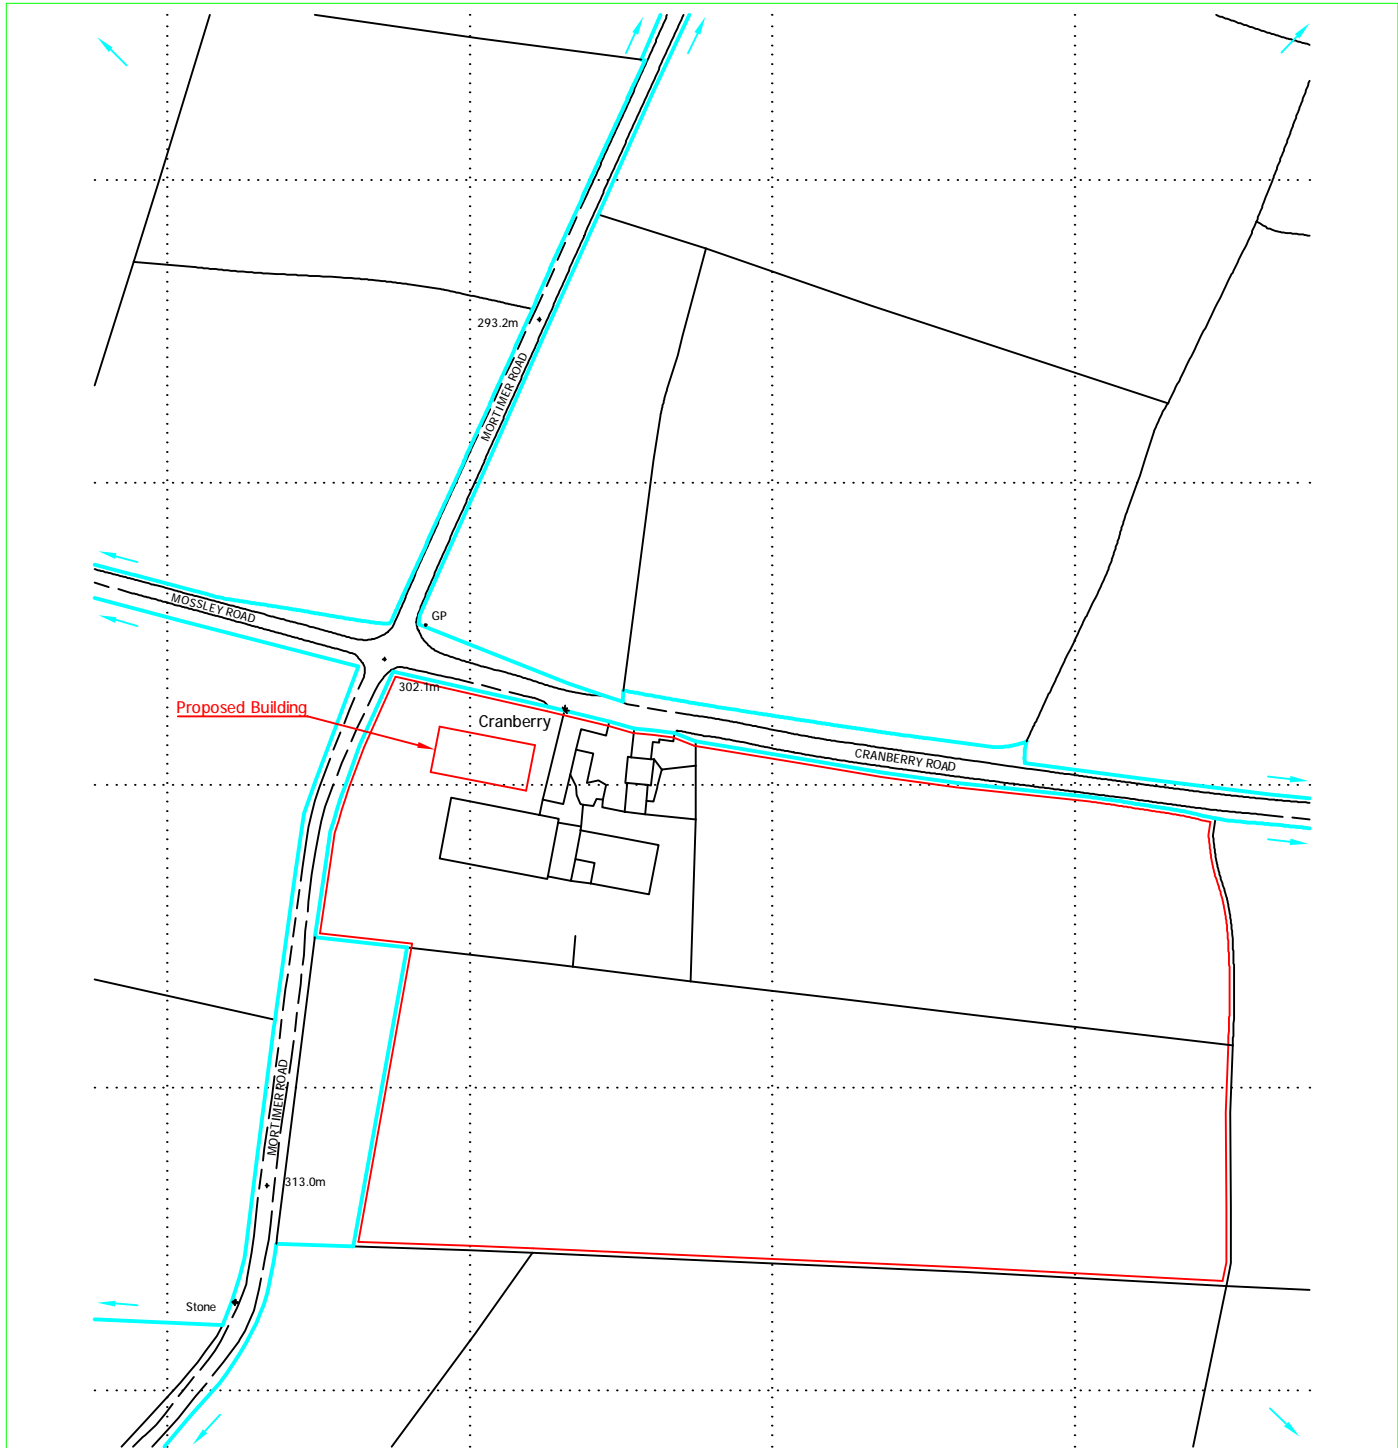 293.2m
MORTIMER ROAD
MOSSLEY ROAD
GP
302.1m
Proposed Building
Cranberry
CRANBERRY ROAD
MORTIMER ROAD
313.0m
Stone